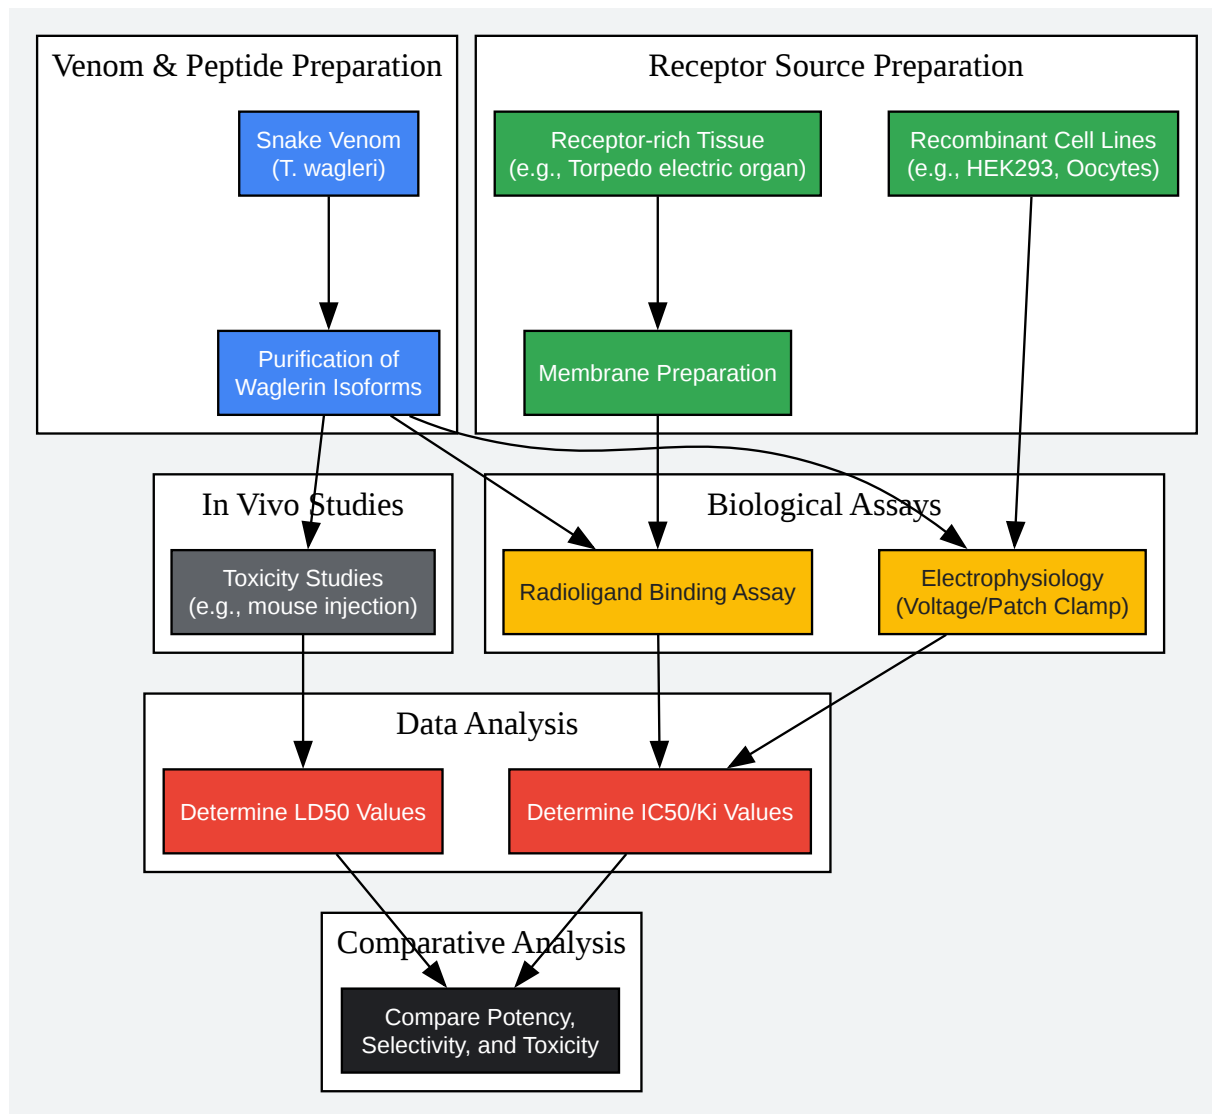 Venom & Peptide Preparation
Receptor Source Preparation
Snake Venom
(T. wagleri)
Receptor-rich Tissue
(e.g., Torpedo electric organ)
Recombinant Cell Lines
(e.g., HEK293, Oocytes)
Purification of
Waglerin Isoforms
Membrane Preparation
In Vivo Studies
Biological Assays
Toxicity Studies
(e.g., mouse injection)
Radioligand Binding Assay
Electrophysiology
(Voltage/Patch Clamp)
Data Analysis
Determine LD50 Values
Determine IC50/Ki Values
Comparative Analysis
Compare Potency,
Selectivity, and Toxicity